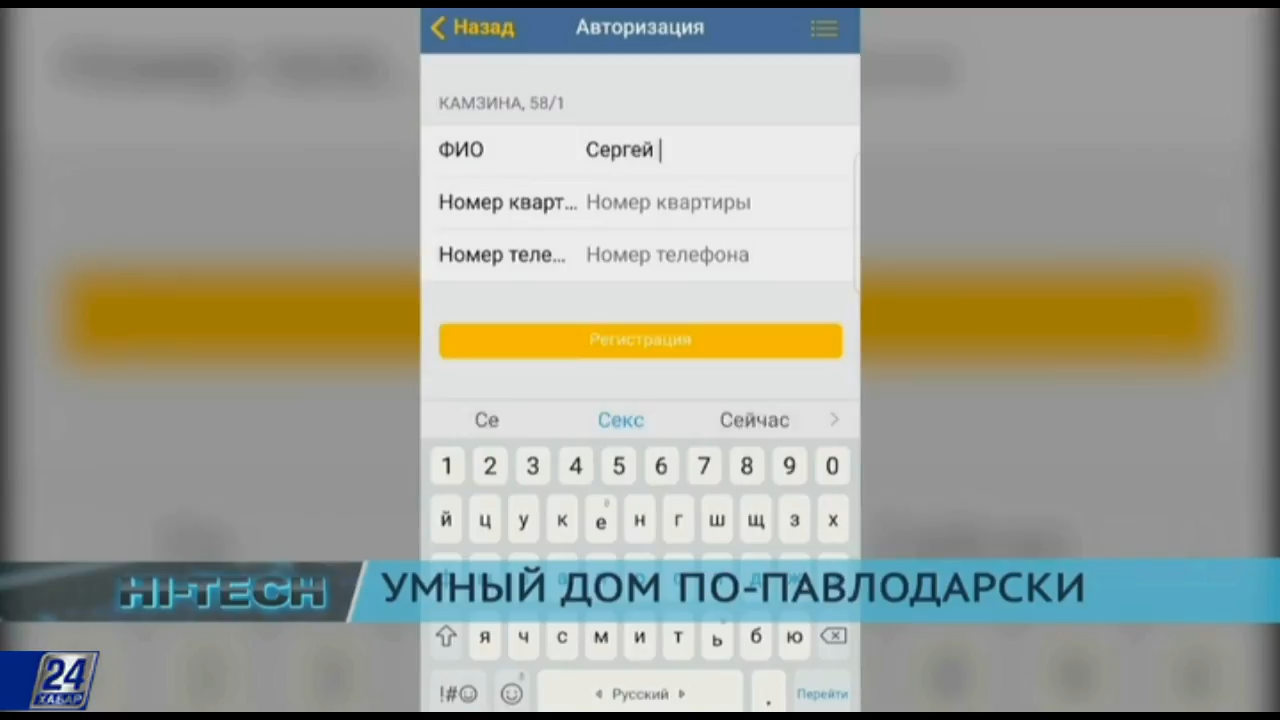 Назад
Авторизация
КАМЗИНА, 58/1
ФИО Сергей
Номер кварт... Номер квартиры
Номер теле... Номер телефона
Регистрация
Се Секс Сейчас
1 2 3 4 5 6 7 8 9 0
й ц у к е н г ш щ з х
HI-TECH УМНЫЙ ДОМ ПО-ПАВЛОДАРСКИ
я ч с м и т ь б ю
!#☺ Русский . Перейти
24
ХАБАР